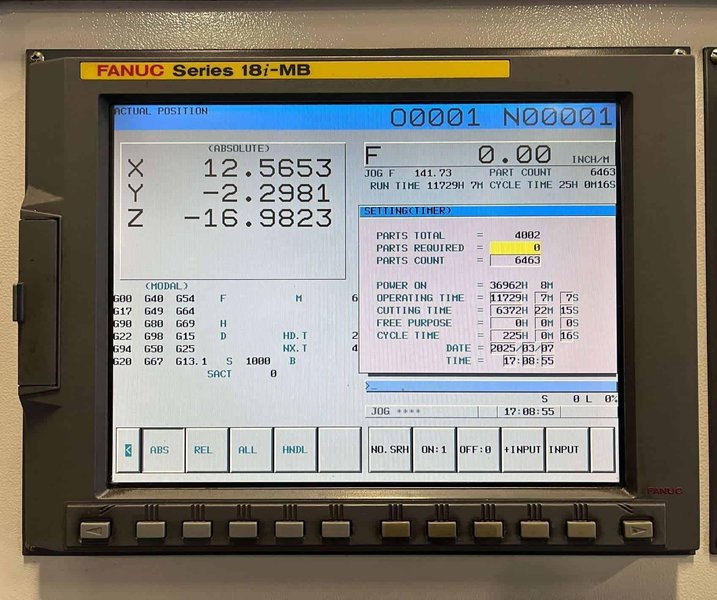 FANUC Series 18i-MB
ACTUAL POSITION O0001 N00001
(ABSOLUTE)
X 12.5653
Y -2.2981
Z -16.9823
F 0.00 INCH/M
JOG F 141.73 PART COUNT 6463
RUN TIME 11729H 7M CYCLE TIME 25H 0M16S
SETTING(TIMER)
PARTS TOTAL = 4002
PARTS REQUIRED = 0
PARTS COUNT = 6463
POWER ON = 36962H 8M
OPERATING TIME = 11729H 7M 7S
CUTTING TIME = 6372H 22M 15S
FREE PURPOSE = 0H 0M 0S
CYCLE TIME = 225H 0M 16S
DATE = 2025/03/07
TIME = 17:08:55
(MODAL)
G00 G40 G54 F M 6
G17 G49 G64
G90 G80 G69 H
G22 G98 G15 D HD.T 2
G94 G50 G25 NX.T 4
G20 G67 G13.1 S 1000 B
SACT 0
>_
S 0 L 0%
JOG **** 17:08:55
< ABS REL ALL HNDL NO.SRH ON:1 OFF:0 +INPUT INPUT
FANUC